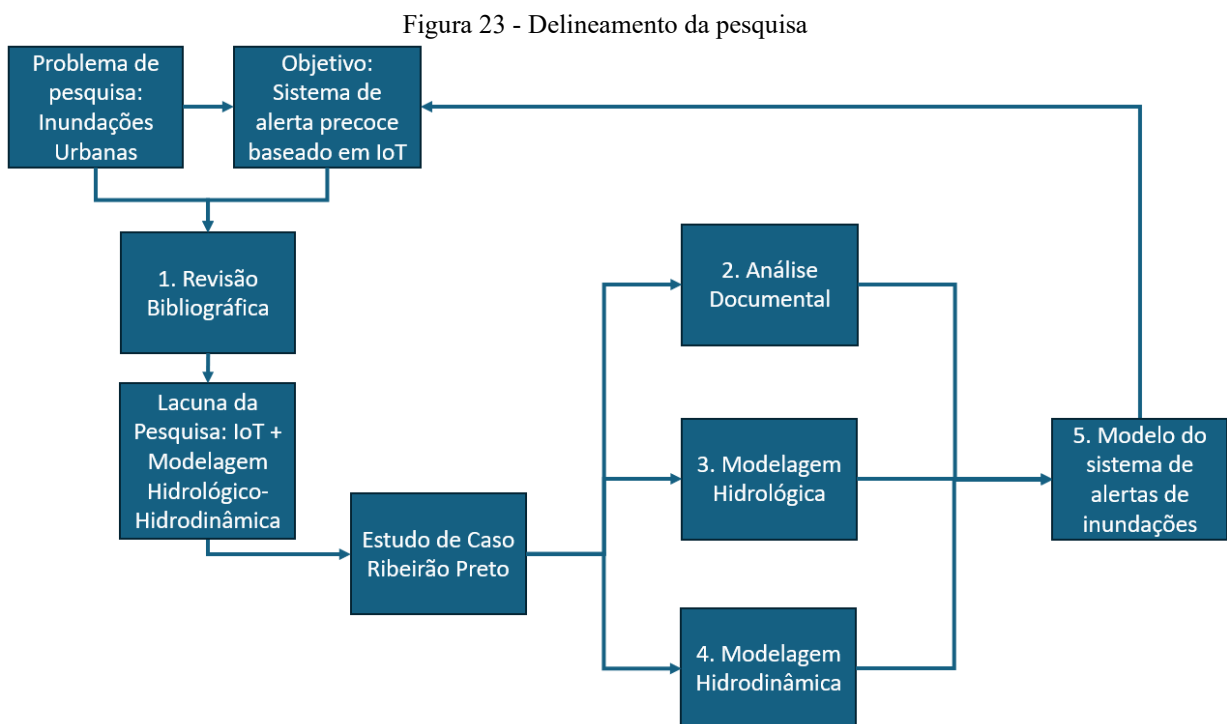 Figura 23 - Delineamento da pesquisa
Problema de
pesquisa:
Inundações
Urbanas
Objetivo:
Sistema de
alerta precoce
baseado em IoT
1. Revisão
Bibliográfica
Lacuna da
Pesquisa: IoT +
Modelagem
Hidrológico-
Hidrodinâmica
Estudo de Caso
Ribeirão Preto
2. Análise
Documental
3. Modelagem
Hidrológica
4. Modelagem
Hidrodinâmica
5. Modelo do
sistema de
alertas de
inundações